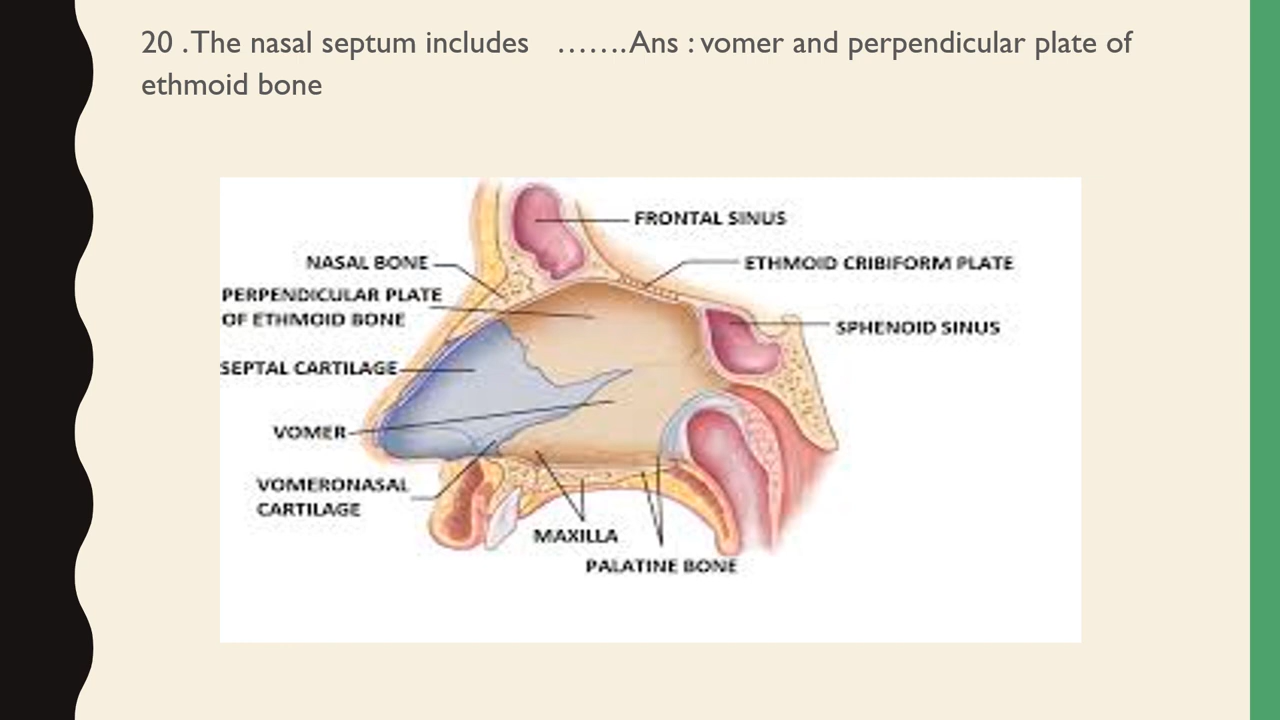 20 .The nasal septum includes …….Ans : vomer and perpendicular plate of
ethmoid bone
FRONTAL SINUS
NASAL BONE
ETHMOID CRIBIFORM PLATE
PERPENDICULAR PLATE
OF ETHMOID BONE
SPHENOID SINUS
SEPTAL CARTILAGE
VOMER
VOMERONASAL
CARTILAGE
MAXILLA
PALATINE BONE